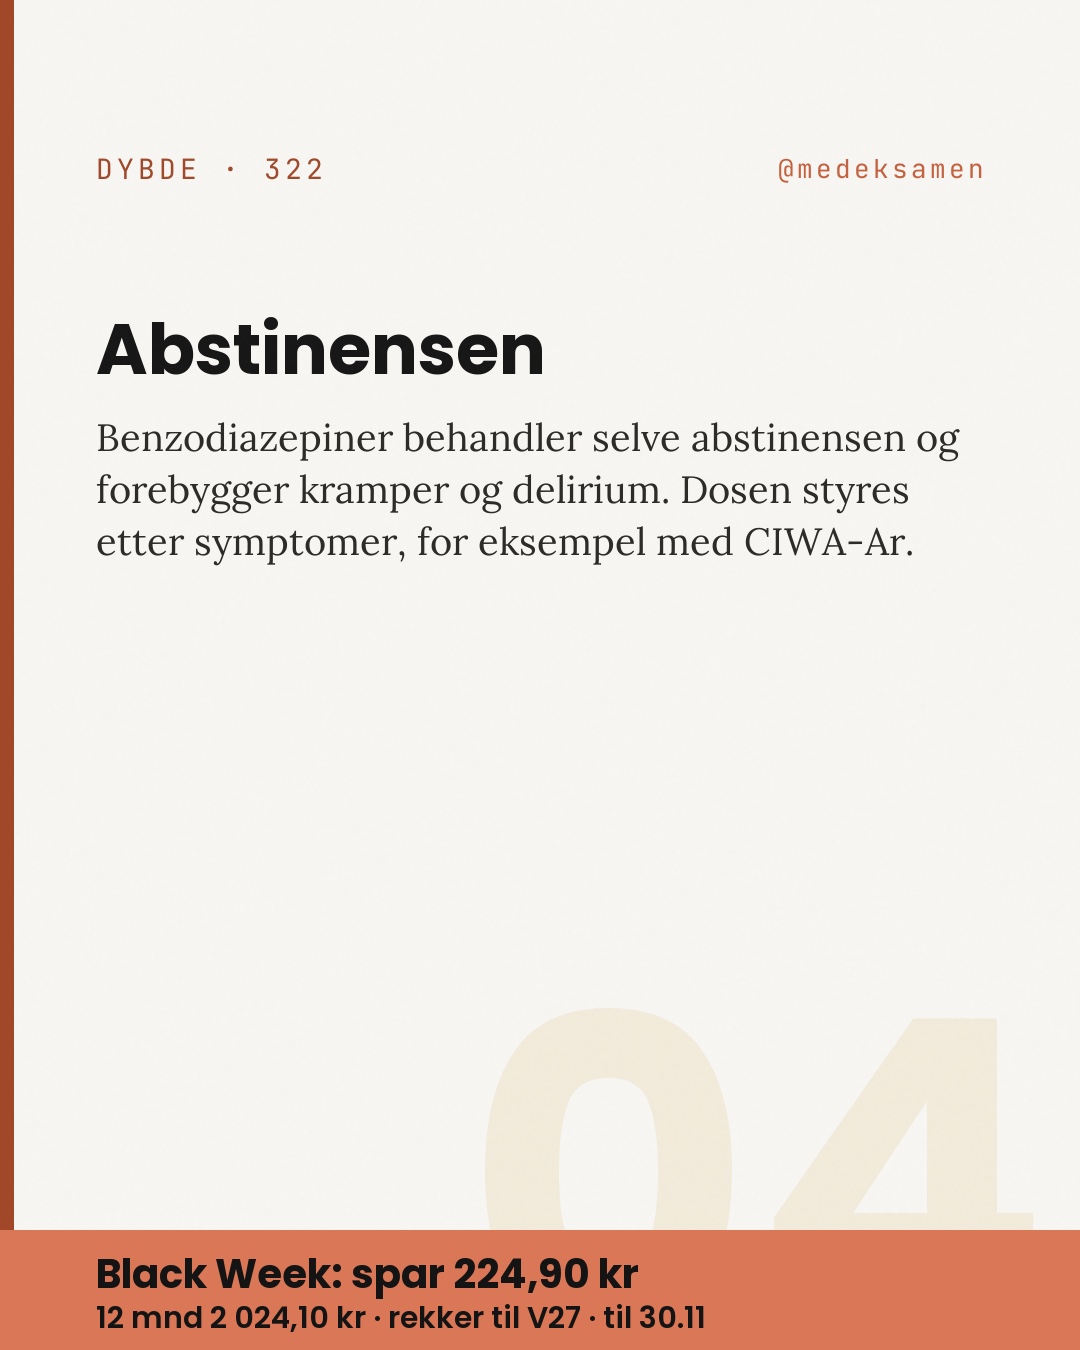 DYBDE · 322
@medeksamen
Abstinensen
Benzodiazepiner behandler selve abstinensen og
forebygger kramper og delirium. Dosen styres
etter symptomer, for eksempel med CIWA-Ar.
04
Black Week: spar 224,90 kr
12 mnd 2 024,10 kr · rekker til V27 · til 30.11